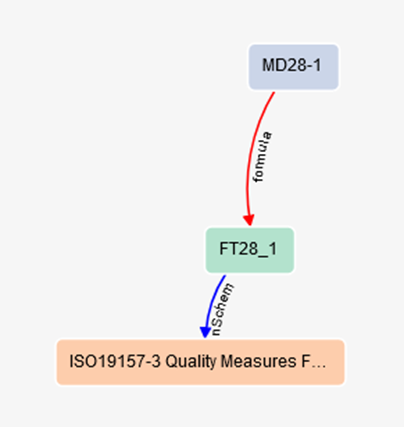 MD28-1
formula
FT28_1
nSchem
ISO19157-3 Quality Measures F...